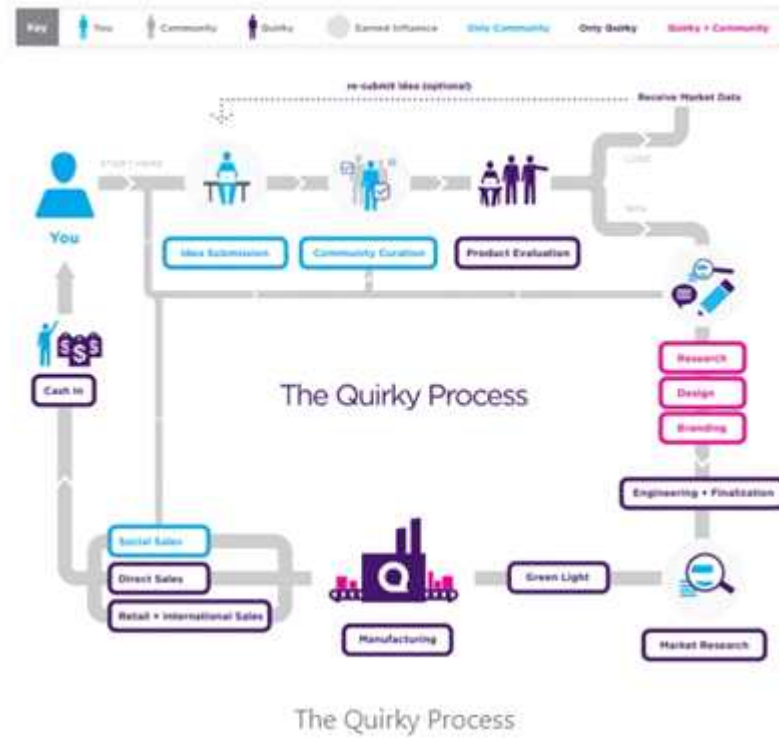 Key
You
Community
Quirky
Earned Influence
Only Community
Only Quirky
Quirky + Community
re-submit idea (optional)
Receive Market Data
START HERE
LOSE
WIN
You
Idea Submission
Community Curation
Product Evaluation
Cash In
The Quirky Process
Research
Design
Branding
Engineering + Finalization
Social Sales
Direct Sales
Retail + International Sales
Manufacturing
Green Light
Market Research
The Quirky Process